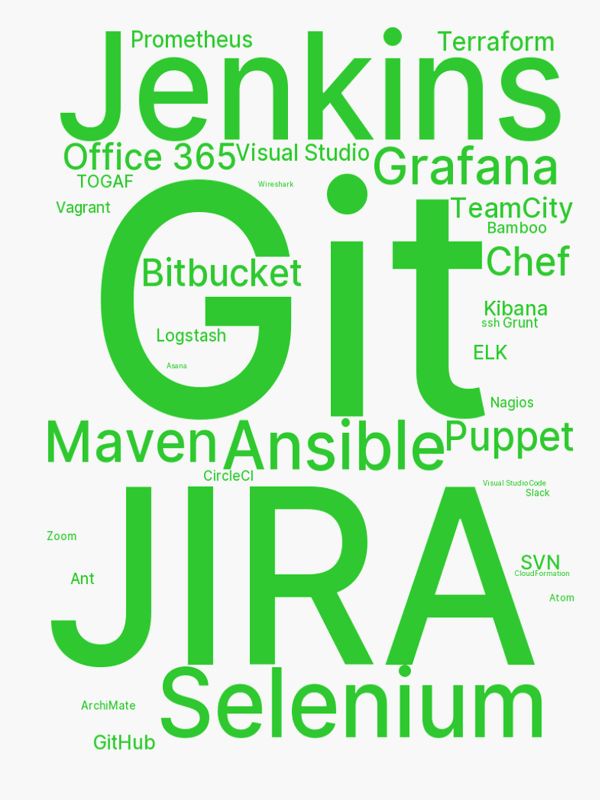 Jenkins
Prometheus
Terraform
Office 365
Visual Studio
Grafana
TOGAF
Wireshark
Vagrant
TeamCity
Bamboo
Git
Bitbucket
Chef
Kibana
ssh
Grunt
Logstash
ELK
Asana
Nagios
Maven
Ansible
Puppet
CircleCI
Visual Studio Code
Slack
JIRA
Zoom
SVN
CloudFormation
Ant
Atom
Selenium
ArchiMate
GitHub